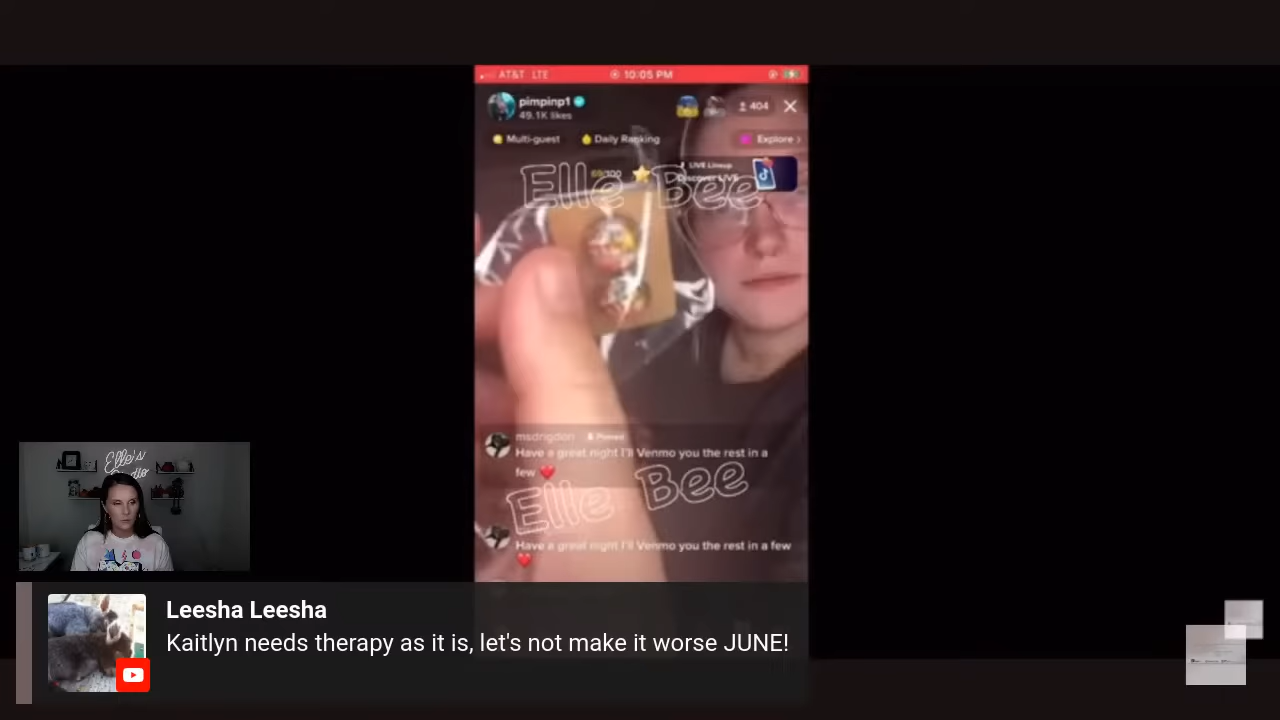 AT&T LTE 10:05 PM
pimpinp1
49.1K likes
404
Multi-guest Daily Ranking Explore
LIVE Lineup
69/100 Discover LIVE
Elle Bee
msdrigdon Pinned
Have a great night I'll Venmo you the rest in a
few
Elle Bee
Have a great night I'll Venmo you the rest in a few
Elle's
Leesha Leesha
Kaitlyn needs therapy as it is, let's not make it worse JUNE!